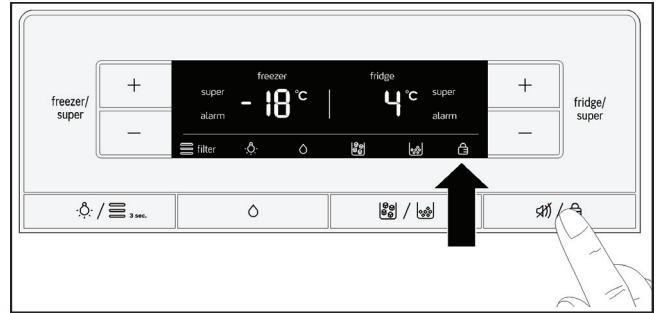 freezer/
super
+
−
super
alarm
freezer
-18 °C
fridge
4 °C
super
alarm
filter
+
−
fridge/
super
/
3 sec.
/
/